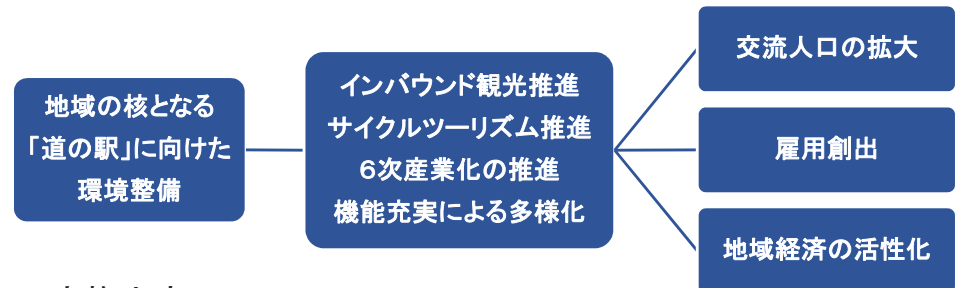 地域の核となる
「道の駅」に向けた
環境整備
インバウンド観光推進
サイクルツーリズム推進
６次産業化の推進
機能充実による多様化
交流人口の拡大
雇用創出
地域経済の活性化